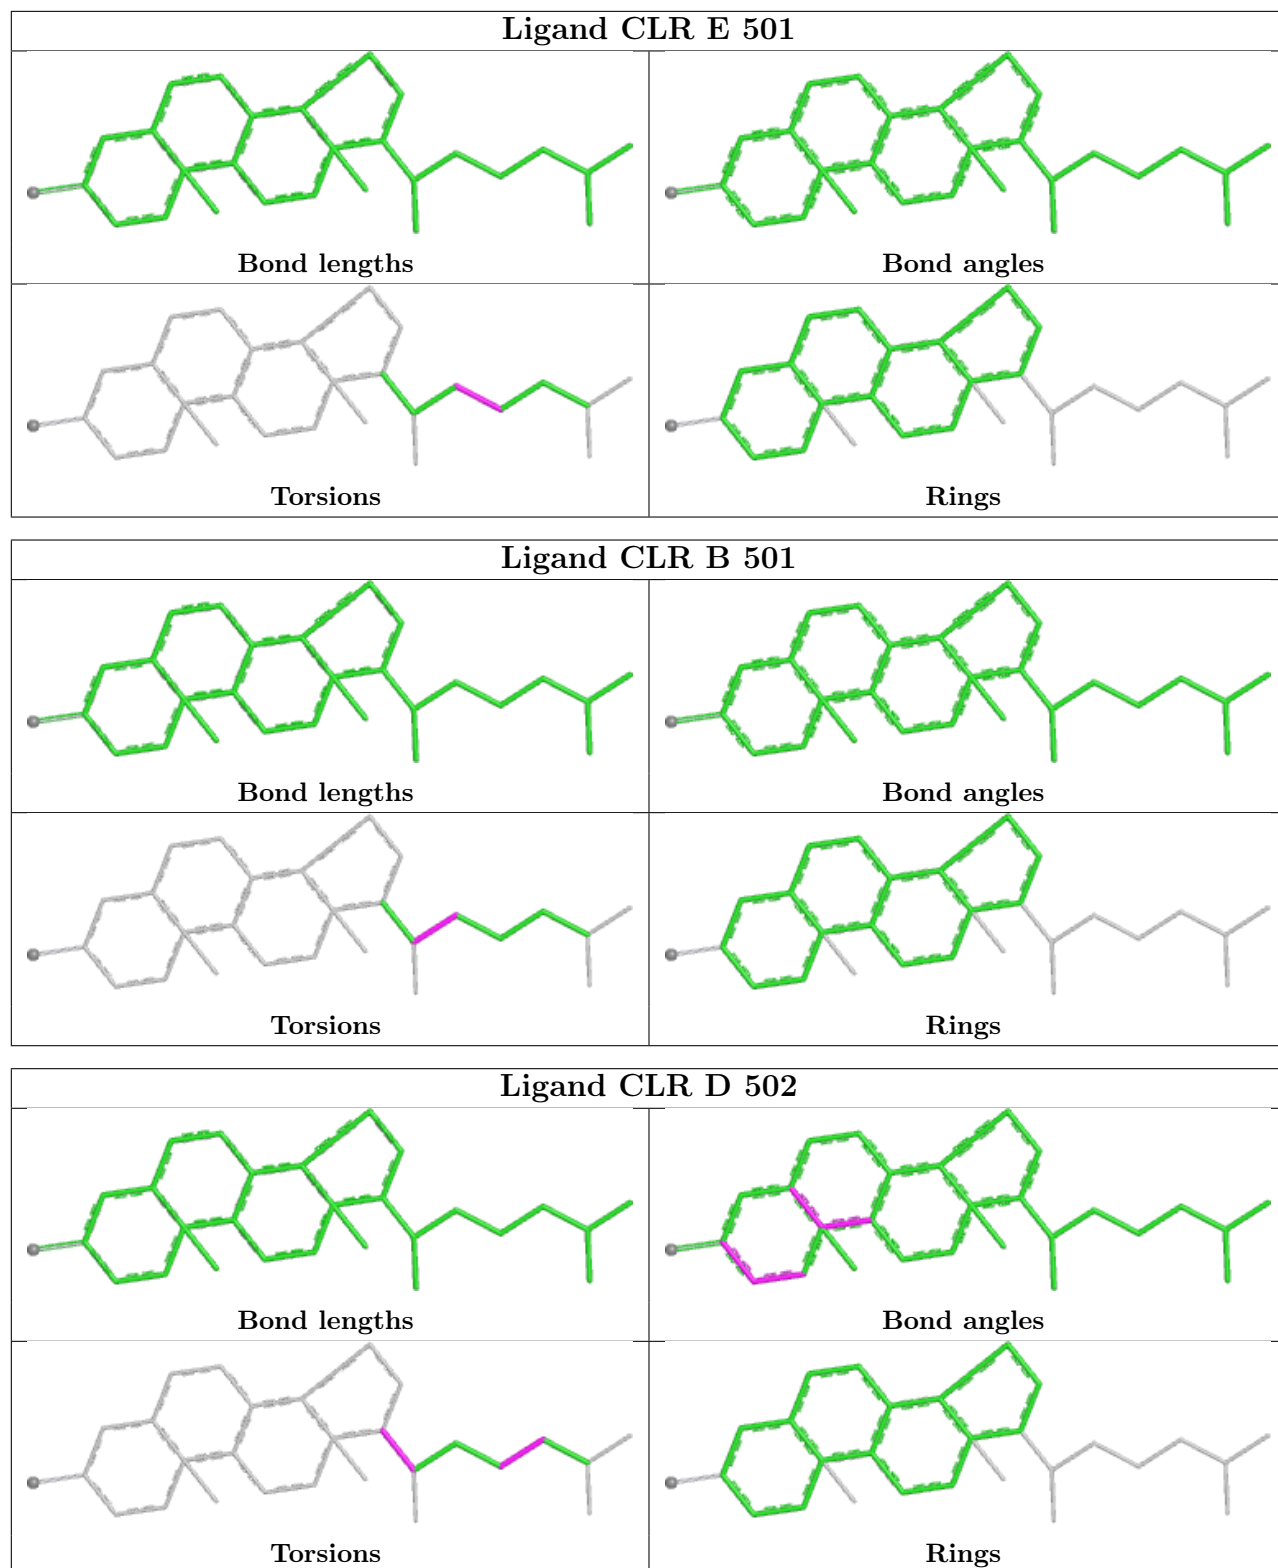 Ligand CLR E 501
Bond lengths
Bond angles
Torsions
Rings
Ligand CLR B 501
Bond lengths
Bond angles
Torsions
Rings
Ligand CLR D 502
Bond lengths
Bond angles
Torsions
Rings